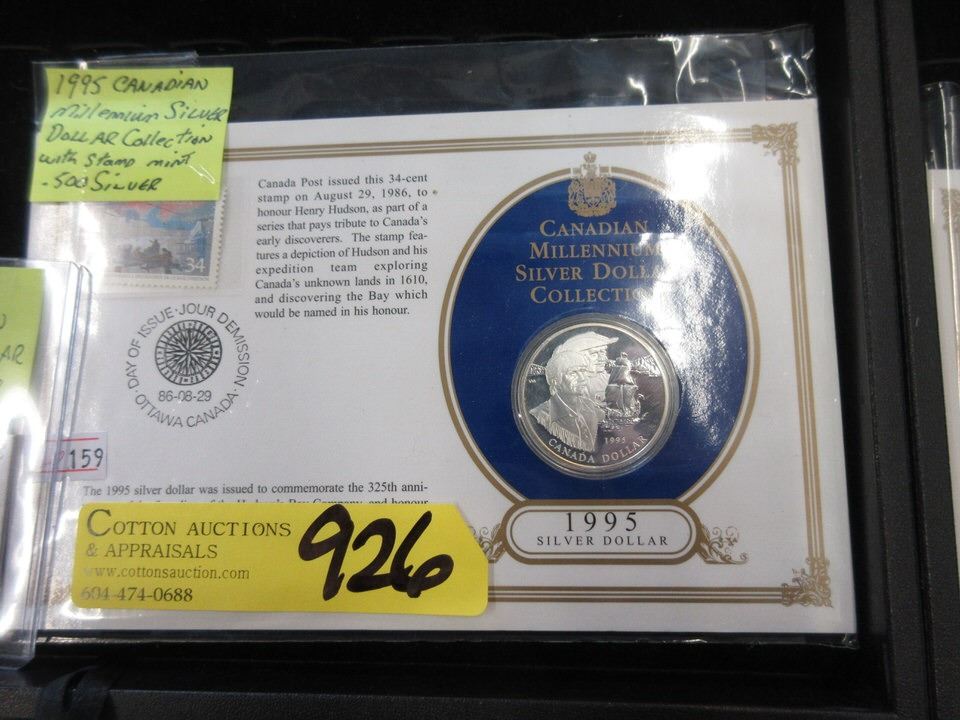 1995 CANADIAN
Millennium SILVER
DOLLAR Collection
with Stamp mint
.500 SILVER
34
Canada Post issued this 34-cent
stamp on August 29, 1986, to
honour Henry Hudson, as part of a
series that pays tribute to Canada's
early discoverers. The stamp fea-
tures a depiction of Hudson and his
expedition team exploring
Canada's unknown lands in 1610,
and discovering the Bay which
would be named in his honour.
DAY OF ISSUE · JOUR DEMISSION ·
86-08-29
OTTAWA CANADA
CANADIAN
MILLENNIUM
SILVER DOLLAR
COLLECTION
1995
CANADA DOLLAR
1995
SILVER DOLLAR
AR
159
The 1995 silver dollar was issued to commemorate the 325th anni-
COTTON AUCTIONS
& APPRAISALS
www.cottonsauction.com
604-474-0688
926